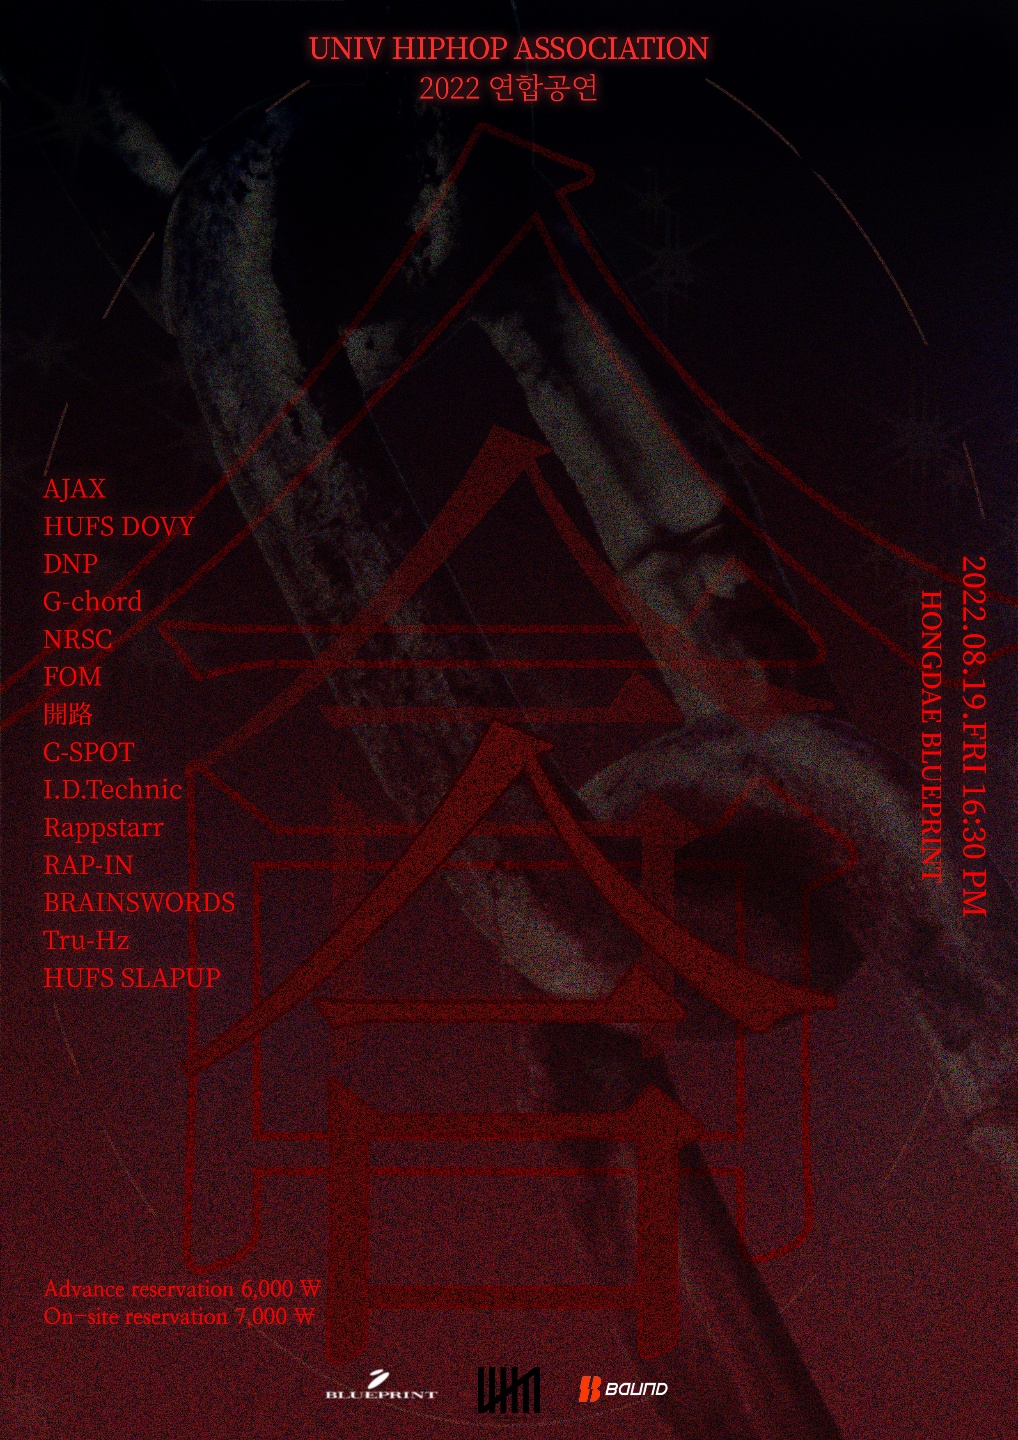 UNIV HIPHOP ASSOCIATION
2022 연합공연
合
AJAX
HUFS DOVY
DNP
G-chord
NRSC
FOM
開路
C-SPOT
I.D.Technic
Rappstarr
RAP-IN
BRAINSWORDS
Tru-Hz
HUFS SLAPUP
2022.08.19.FRI 16:30 PM
HONGDAE BLUEPRINT
Advance reservation 6,000 ₩
On-site reservation 7,000 ₩
BLUEPRINT
BOUND